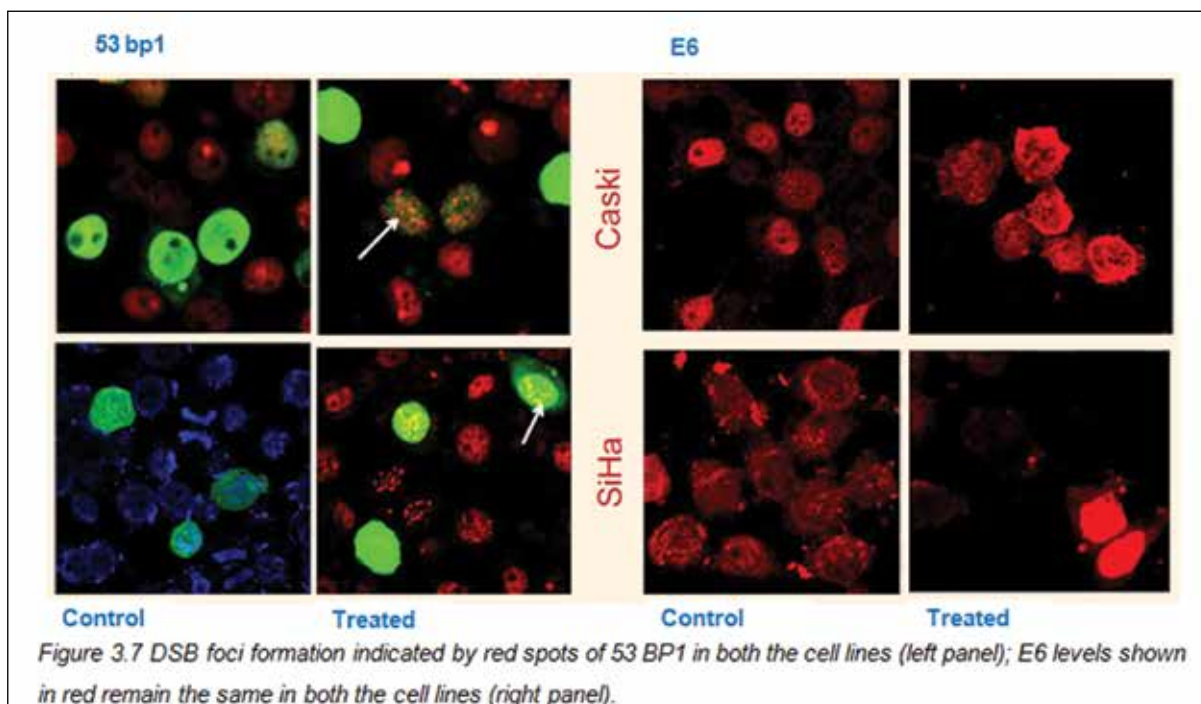 53 bp1
E6
Caski
SiHa
Control
Treated
Control
Treated
Figure 3.7 DSB foci formation indicated by red spots of 53 BP1 in both the cell lines (left panel); E6 levels shown
in red remain the same in both the cell lines (right panel).